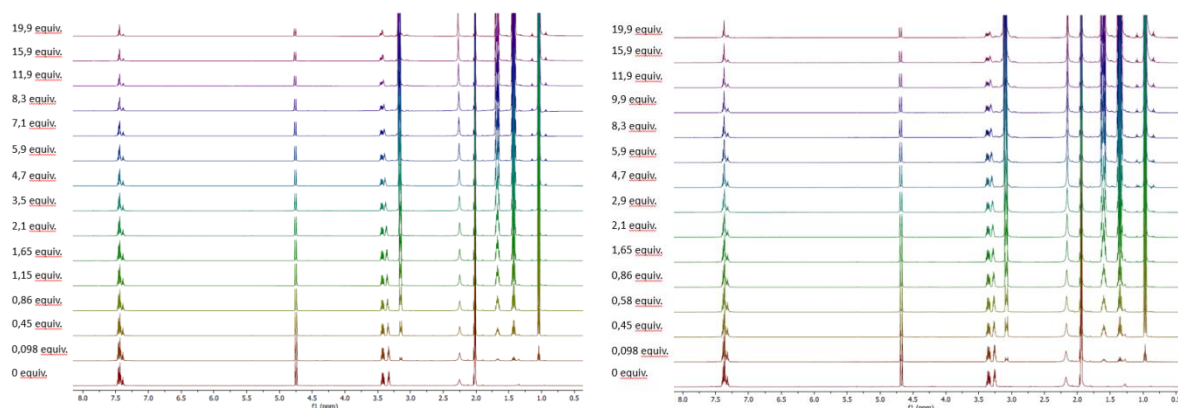 19,9 equiv.
15,9 equiv.
11,9 equiv.
8,3 equiv.
7,1 equiv.
5,9 equiv.
4,7 equiv.
3,5 equiv.
2,1 equiv.
1,65 equiv.
1,15 equiv.
0,86 equiv.
0,45 equiv.
0,098 equiv.
0 equiv.
8.0 7.5 7.0 6.5 6.0 5.5 5.0 4.5 4.0 3.5 3.0 2.5 2.0 1.5 1.0
f1 (ppm)
19,9 equiv.
15,9 equiv.
11,9 equiv.
9,9 equiv.
8,3 equiv.
5,9 equiv.
4,7 equiv.
2,9 equiv.
2,1 equiv.
1,65 equiv.
0,86 equiv.
0,58 equiv.
0,45 equiv.
0,098 equiv.
0 equiv.
8.0 7.5 7.0 6.5 6.0 5.5 5.0 4.5 4.0 3.5 3.0 2.5 2.0 1.5 1.0 0.5
f1 (ppm)